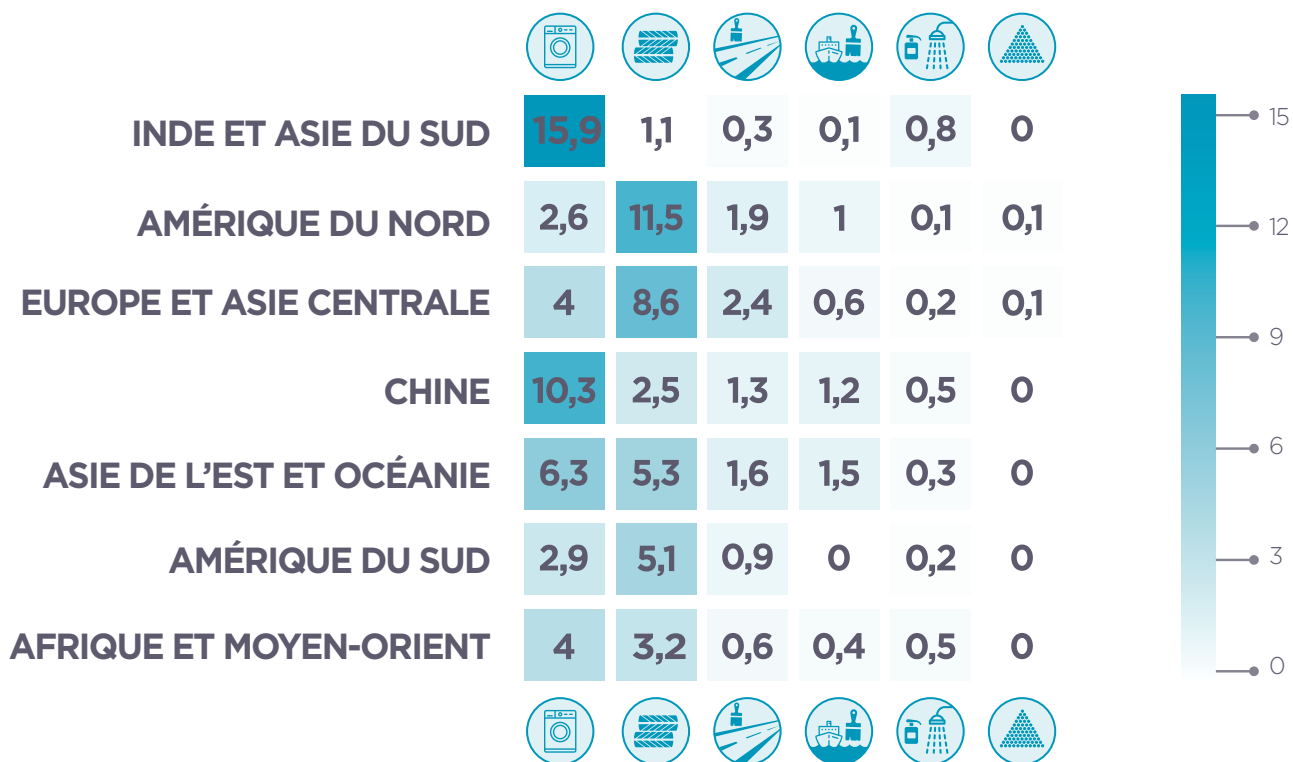 INDE ET ASIE DU SUD 15,9 1,1 0,3 0,1 0,8 0
AMÉRIQUE DU NORD 2,6 11,5 1,9 1 0,1 0,1
EUROPE ET ASIE CENTRALE 4 8,6 2,4 0,6 0,2 0,1
CHINE 10,3 2,5 1,3 1,2 0,5 0
ASIE DE L’EST ET OCÉANIE 6,3 5,3 1,6 1,5 0,3 0
AMÉRIQUE DU SUD 2,9 5,1 0,9 0 0,2 0
AFRIQUE ET MOYEN-ORIENT 4 3,2 0,6 0,4 0,5 0
15
12
9
6
3
0